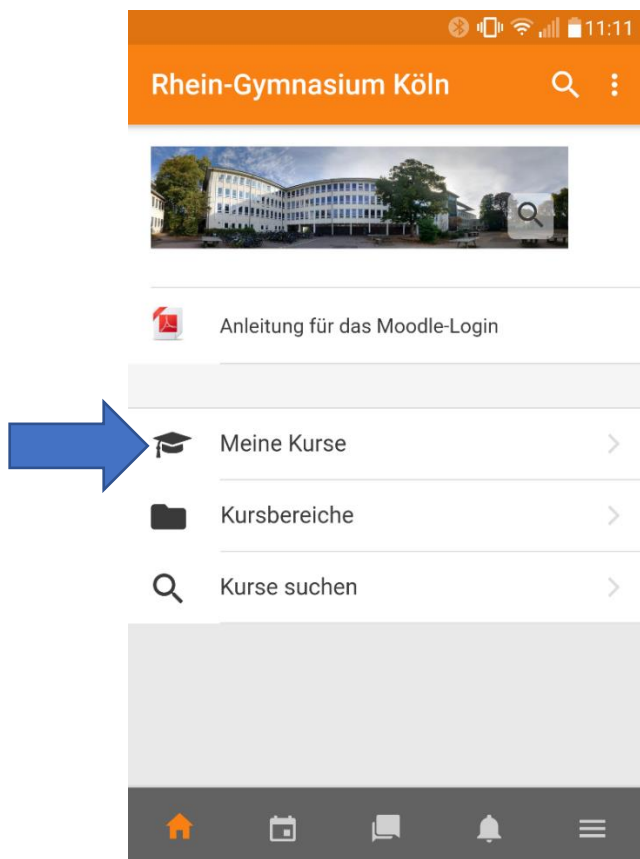 11:11
Rhein-Gymnasium Köln
Anleitung für das Moodle-Login
Meine Kurse
Kursbereiche
Kurse suchen